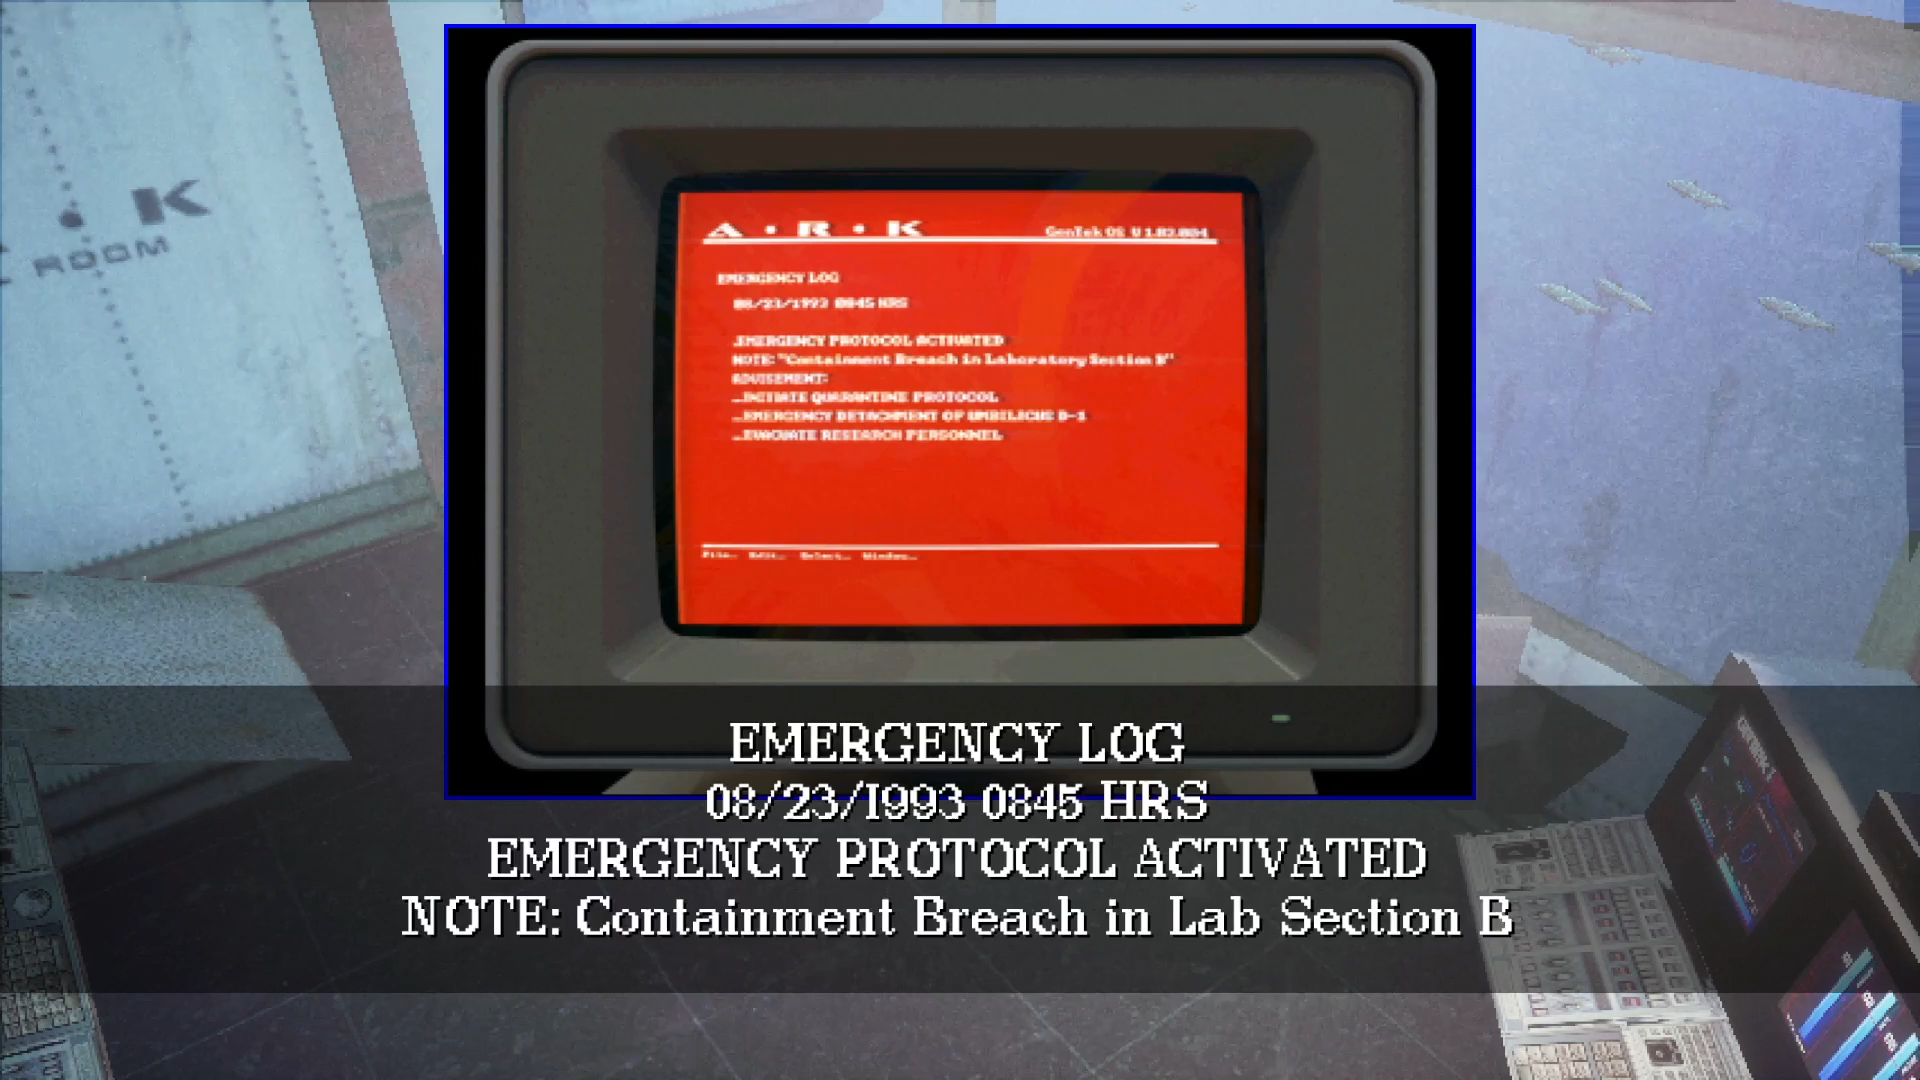 • K
ROOM
A • R • K
GenTek OS V 1.02.004
EMERGENCY LOG
08/23/1993 0845 HRS
.EMERGENCY PROTOCOL ACTIVATED
NOTE: "Containment Breach in Laboratory Section B"
ADVISEMENT:
...INITIATE QUARANTINE PROTOCOL
...EMERGENCY DETACHMENT OF UMBILICUS D-1
...EVACUATE RESEARCH PERSONNEL
File... Edit... Select... Window...
EMERGENCY LOG
08/23/1993 0845 HRS
EMERGENCY PROTOCOL ACTIVATED
NOTE: Containment Breach in Lab Section B